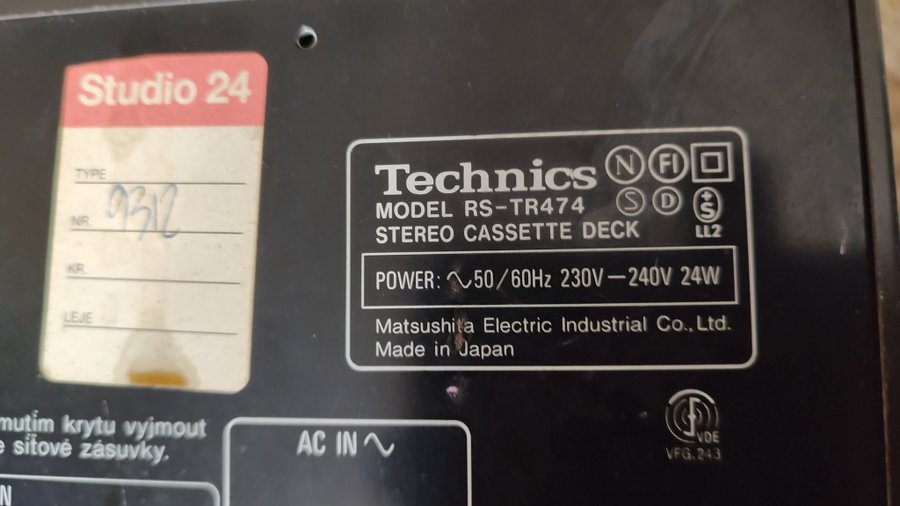 Studio 24
TYPE
NR 9312
KR.
LEJE
Technics
N FI
MODEL RS-TR474
S D S
STEREO CASSETTE DECK
LL2
POWER: ∿50/60Hz 230V—240V 24W
Matsushita Electric Industrial Co., Ltd.
Made in Japan
mutím krytu vyjmout
e síťové zásuvky.
AC IN ∿
VDE
VFG.243
N